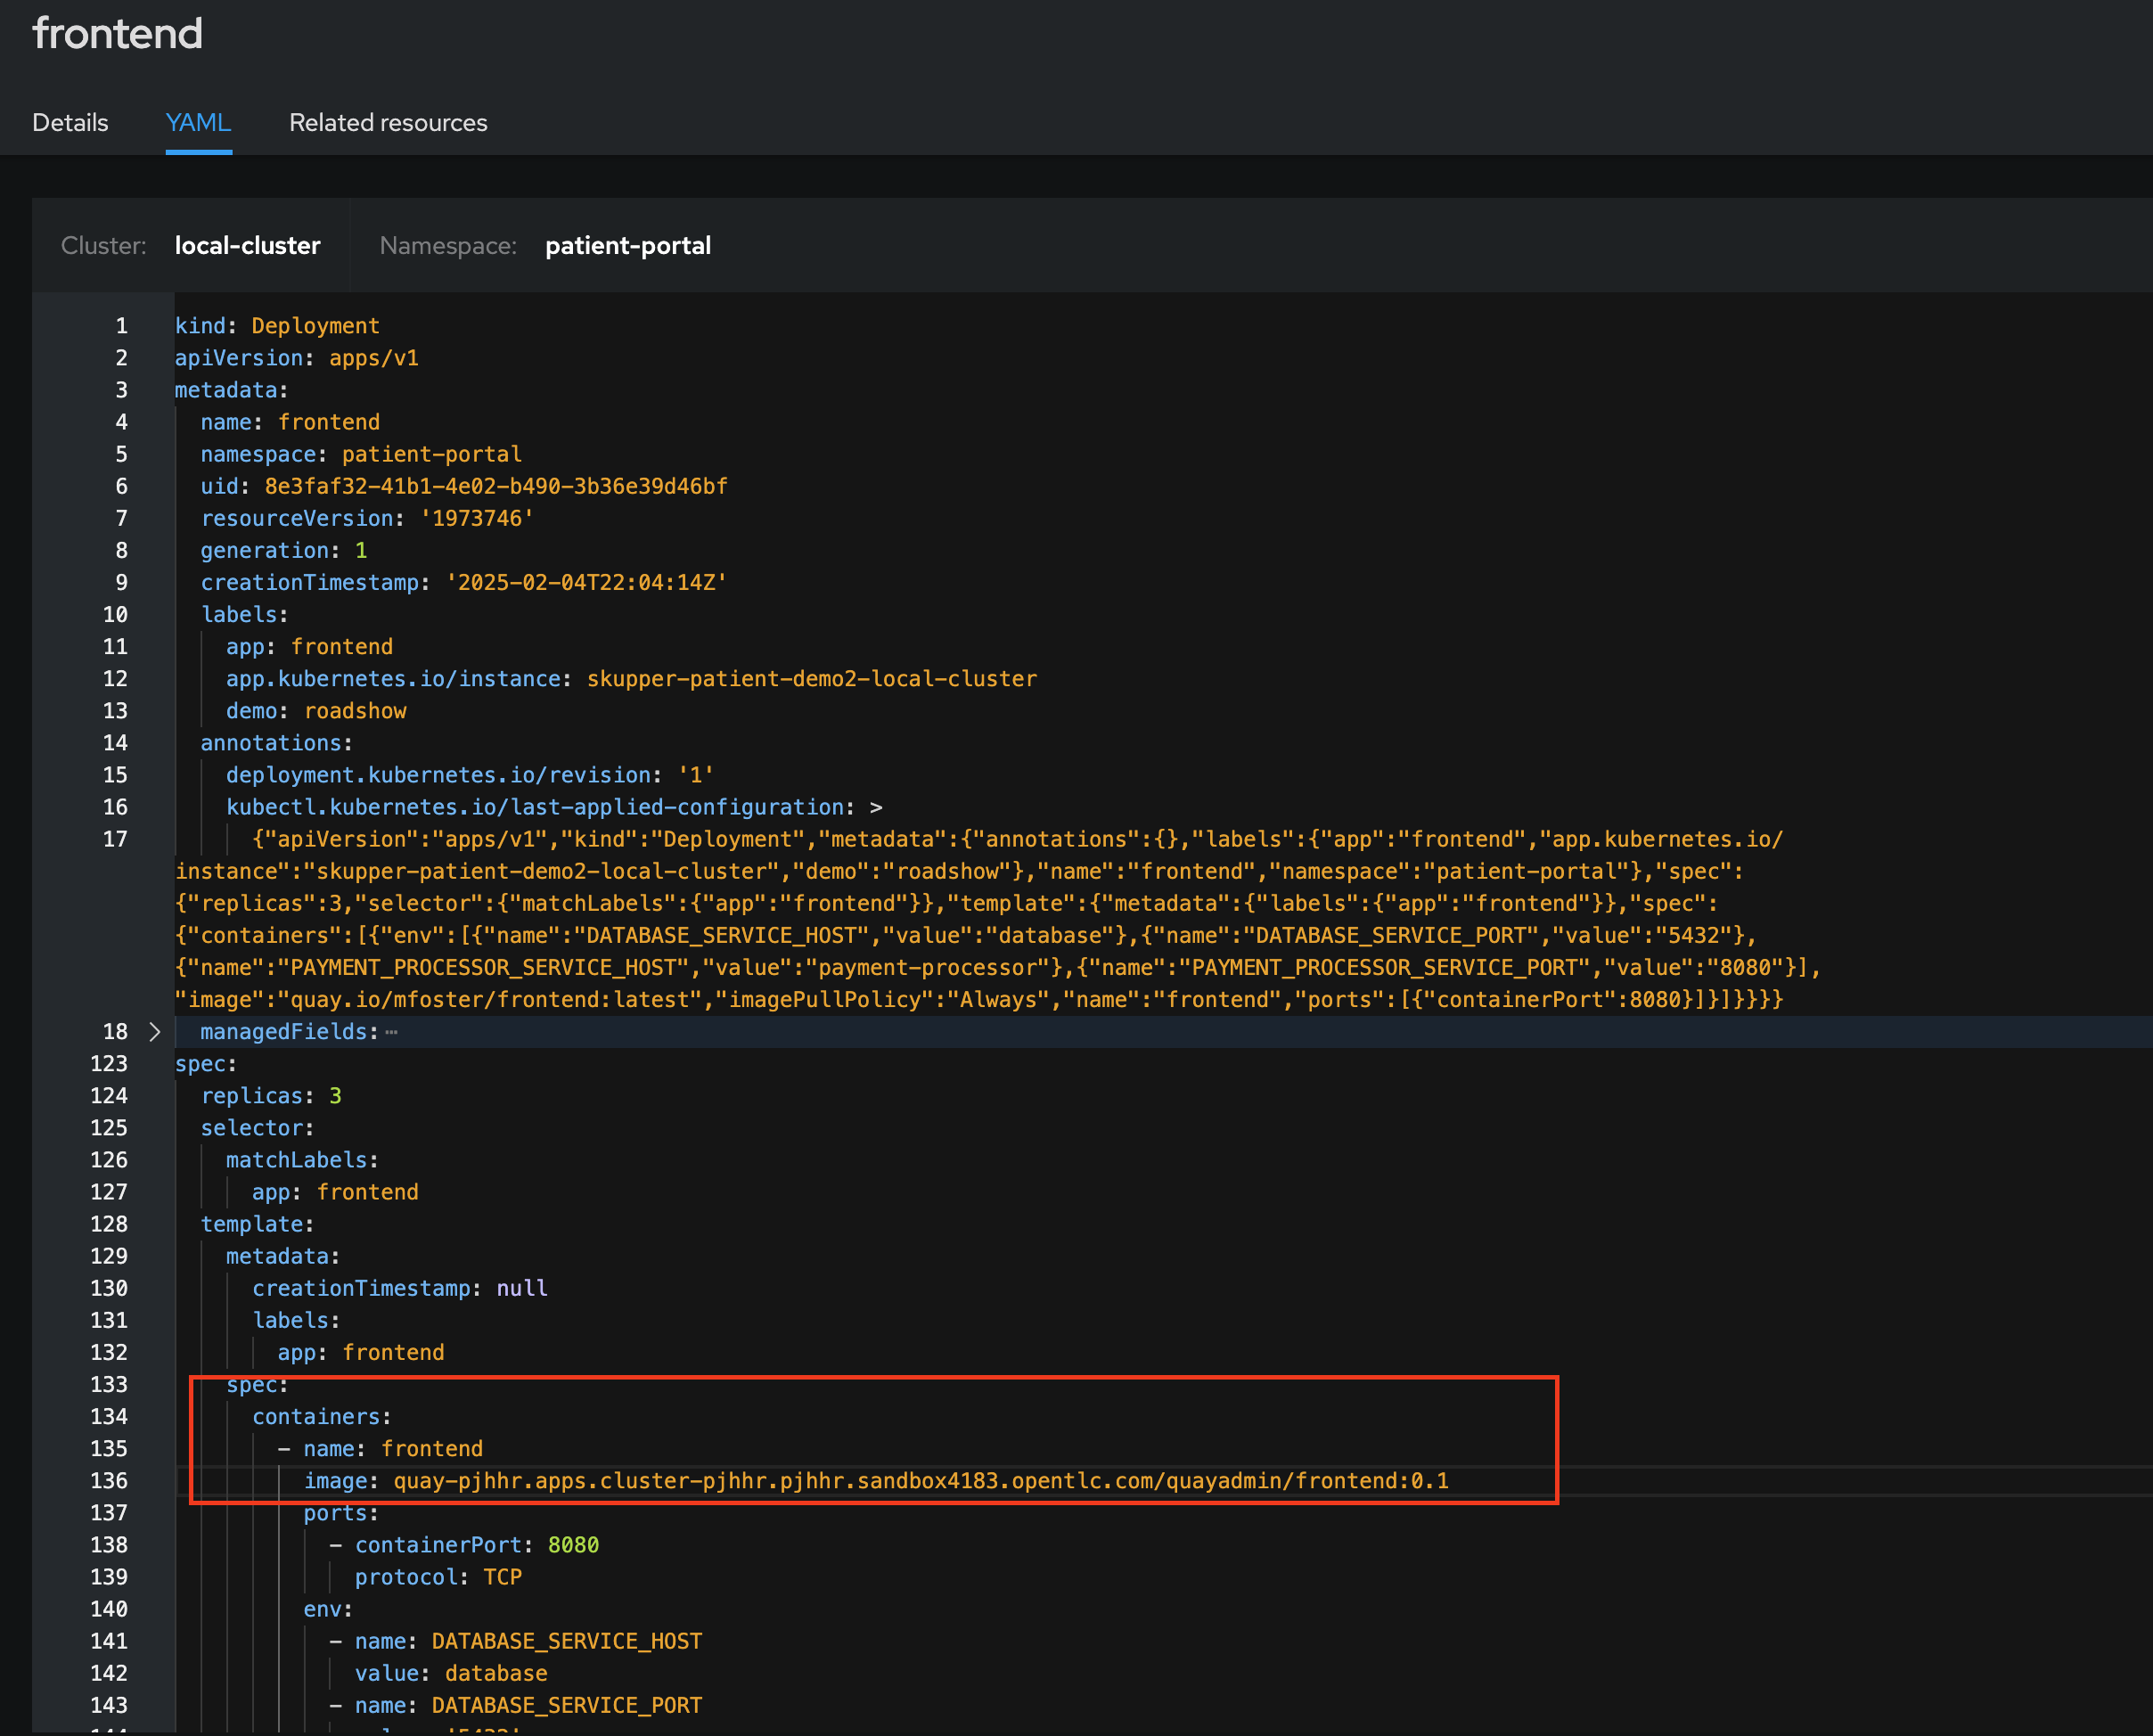 frontend
Details YAML Related resources
Cluster: local-cluster Namespace: patient-portal
1 kind: Deployment
2 apiVersion: apps/v1
3 metadata:
4 name: frontend
5 namespace: patient-portal
6 uid: 8e3faf32-41b1-4e02-b490-3b36e39d46bf
7 resourceVersion: '1973746'
8 generation: 1
9 creationTimestamp: '2025-02-04T22:04:14Z'
10 labels:
11 app: frontend
12 app.kubernetes.io/instance: skupper-patient-demo2-local-cluster
13 demo: roadshow
14 annotations:
15 deployment.kubernetes.io/revision: '1'
16 kubectl.kubernetes.io/last-applied-configuration: >
17 {"apiVersion":"apps/v1","kind":"Deployment","metadata":{"annotations":{},"labels":{"app":"frontend","app.kubernetes.io/
instance":"skupper-patient-demo2-local-cluster","demo":"roadshow"},"name":"frontend","namespace":"patient-portal"},"spec":
{"replicas":3,"selector":{"matchLabels":{"app":"frontend"}},"template":{"metadata":{"labels":{"app":"frontend"}},"spec":
{"containers":[{"env":[{"name":"DATABASE_SERVICE_HOST","value":"database"},{"name":"DATABASE_SERVICE_PORT","value":"5432"},
{"name":"PAYMENT_PROCESSOR_SERVICE_HOST","value":"payment-processor"},{"name":"PAYMENT_PROCESSOR_SERVICE_PORT","value":"8080"}],
"image":"quay.io/mfoster/frontend:latest","imagePullPolicy":"Always","name":"frontend","ports":[{"containerPort":8080}]}]}}}}
18 managedFields:…
123 spec:
124 replicas: 3
125 selector:
126 matchLabels:
127 app: frontend
128 template:
129 metadata:
130 creationTimestamp: null
131 labels:
132 app: frontend
133 spec:
134 containers:
135 - name: frontend
136 image: quay-pjhhr.apps.cluster-pjhhr.pjhhr.sandbox4183.opentlc.com/quayadmin/frontend:0.1
137 ports:
138 - containerPort: 8080
139 protocol: TCP
140 env:
141 - name: DATABASE_SERVICE_HOST
142 value: database
143 - name: DATABASE_SERVICE_PORT